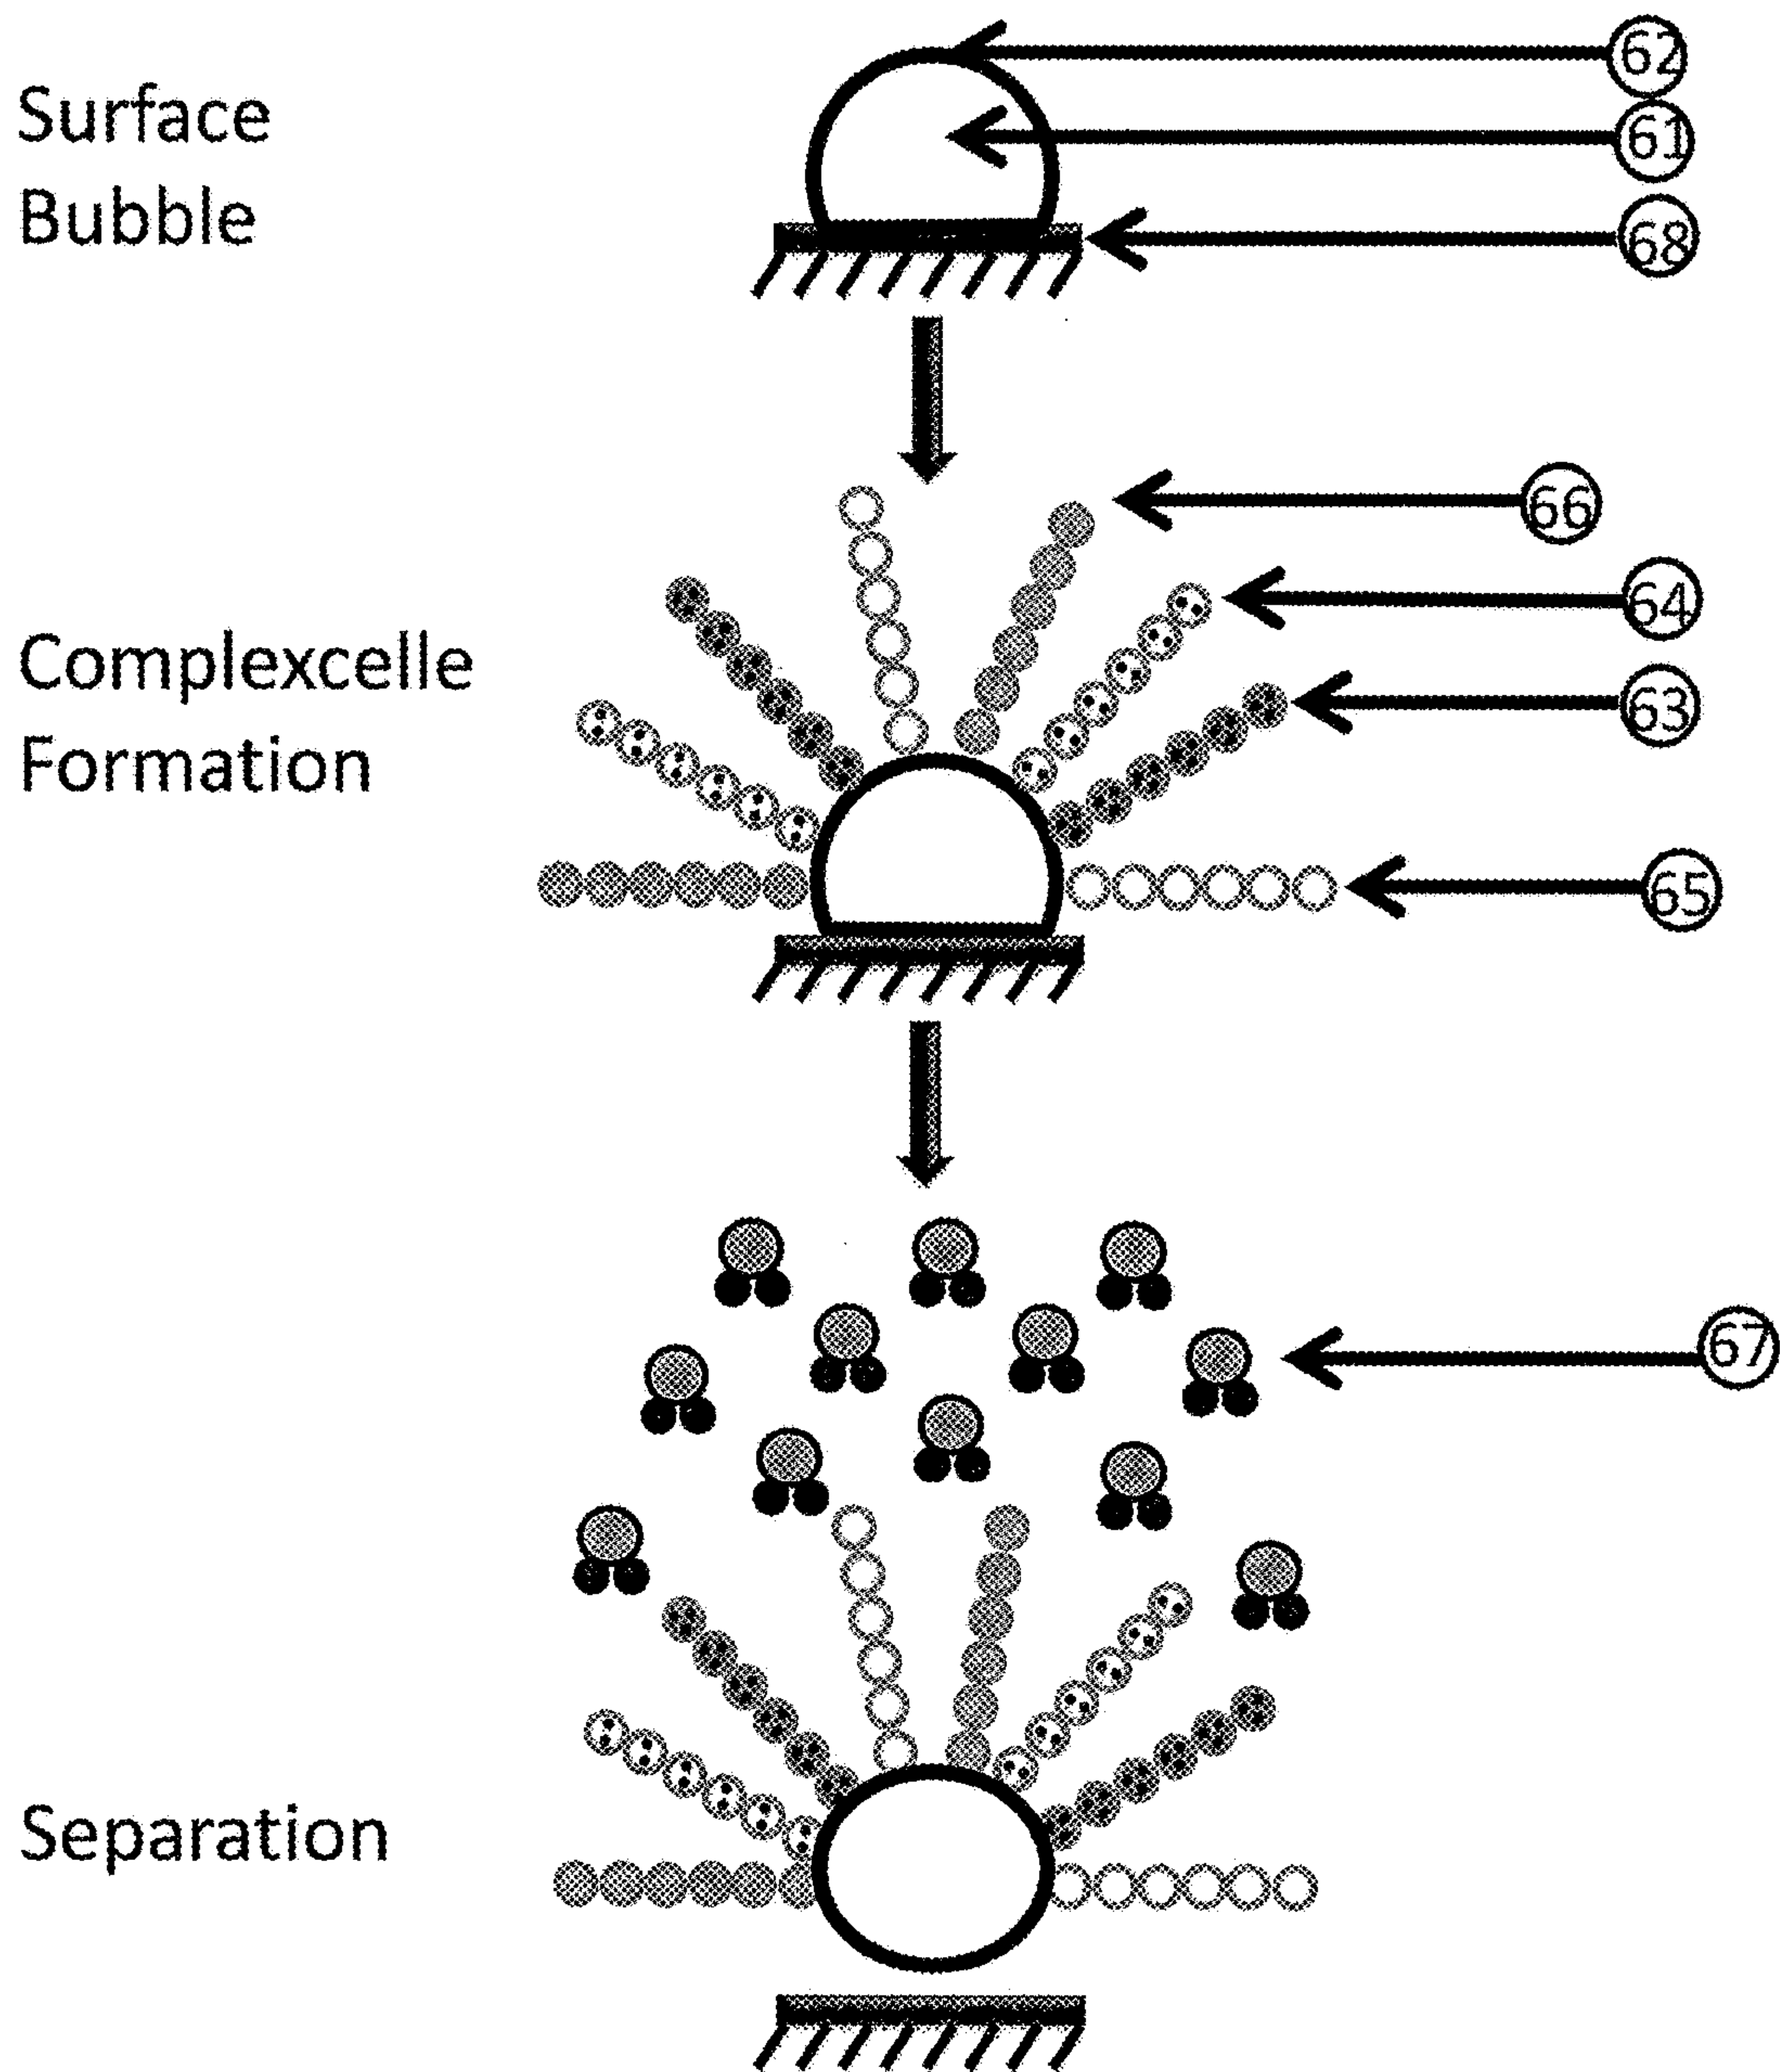 62
Surface
61
Bubble
68
66
64
Complexcelle
63
Formation
65
67
Separation